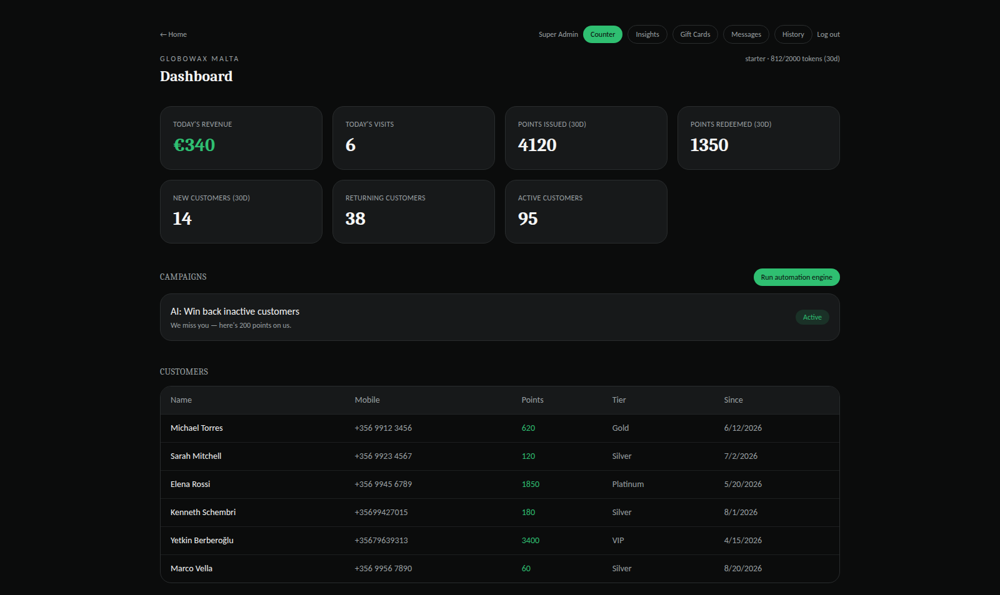 ← Home
Super Admin Counter Insights Gift Cards Messages History Log out
GLOBOWAX MALTA
starter · 812/2000 tokens (30d)
Dashboard
TODAY'S REVENUE TODAY'S VISITS POINTS ISSUED (30D) POINTS REDEEMED (30D)
€340 6 4120 1350
NEW CUSTOMERS (30D) RETURNING CUSTOMERS ACTIVE CUSTOMERS
14 38 95
CAMPAIGNS
Run automation engine
AI: Win back inactive customers
We miss you — here's 200 points on us.
Active
CUSTOMERS
Name Mobile Points Tier Since
Michael Torres +356 9912 3456 620 Gold 6/12/2026
Sarah Mitchell +356 9923 4567 120 Silver 7/2/2026
Elena Rossi +356 9945 6789 1850 Platinum 5/20/2026
Kenneth Schembri +35699427015 180 Silver 8/1/2026
Yetkin Berberoğlu +35679639313 3400 VIP 4/15/2026
Marco Vella +356 9956 7890 60 Silver 8/20/2026